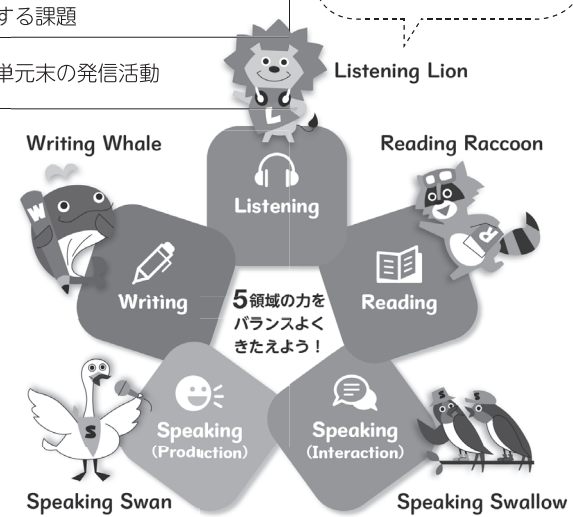 する課題
単元末の発信活動
Listening Lion
L
Writing Whale
Reading Raccoon
W
R
Listening
Writing
Reading
5領域の力を
バランスよく
きたえよう！
Speaking
(Production)
Speaking
(Interaction)
S
S
S
Speaking Swan
Speaking Swallow